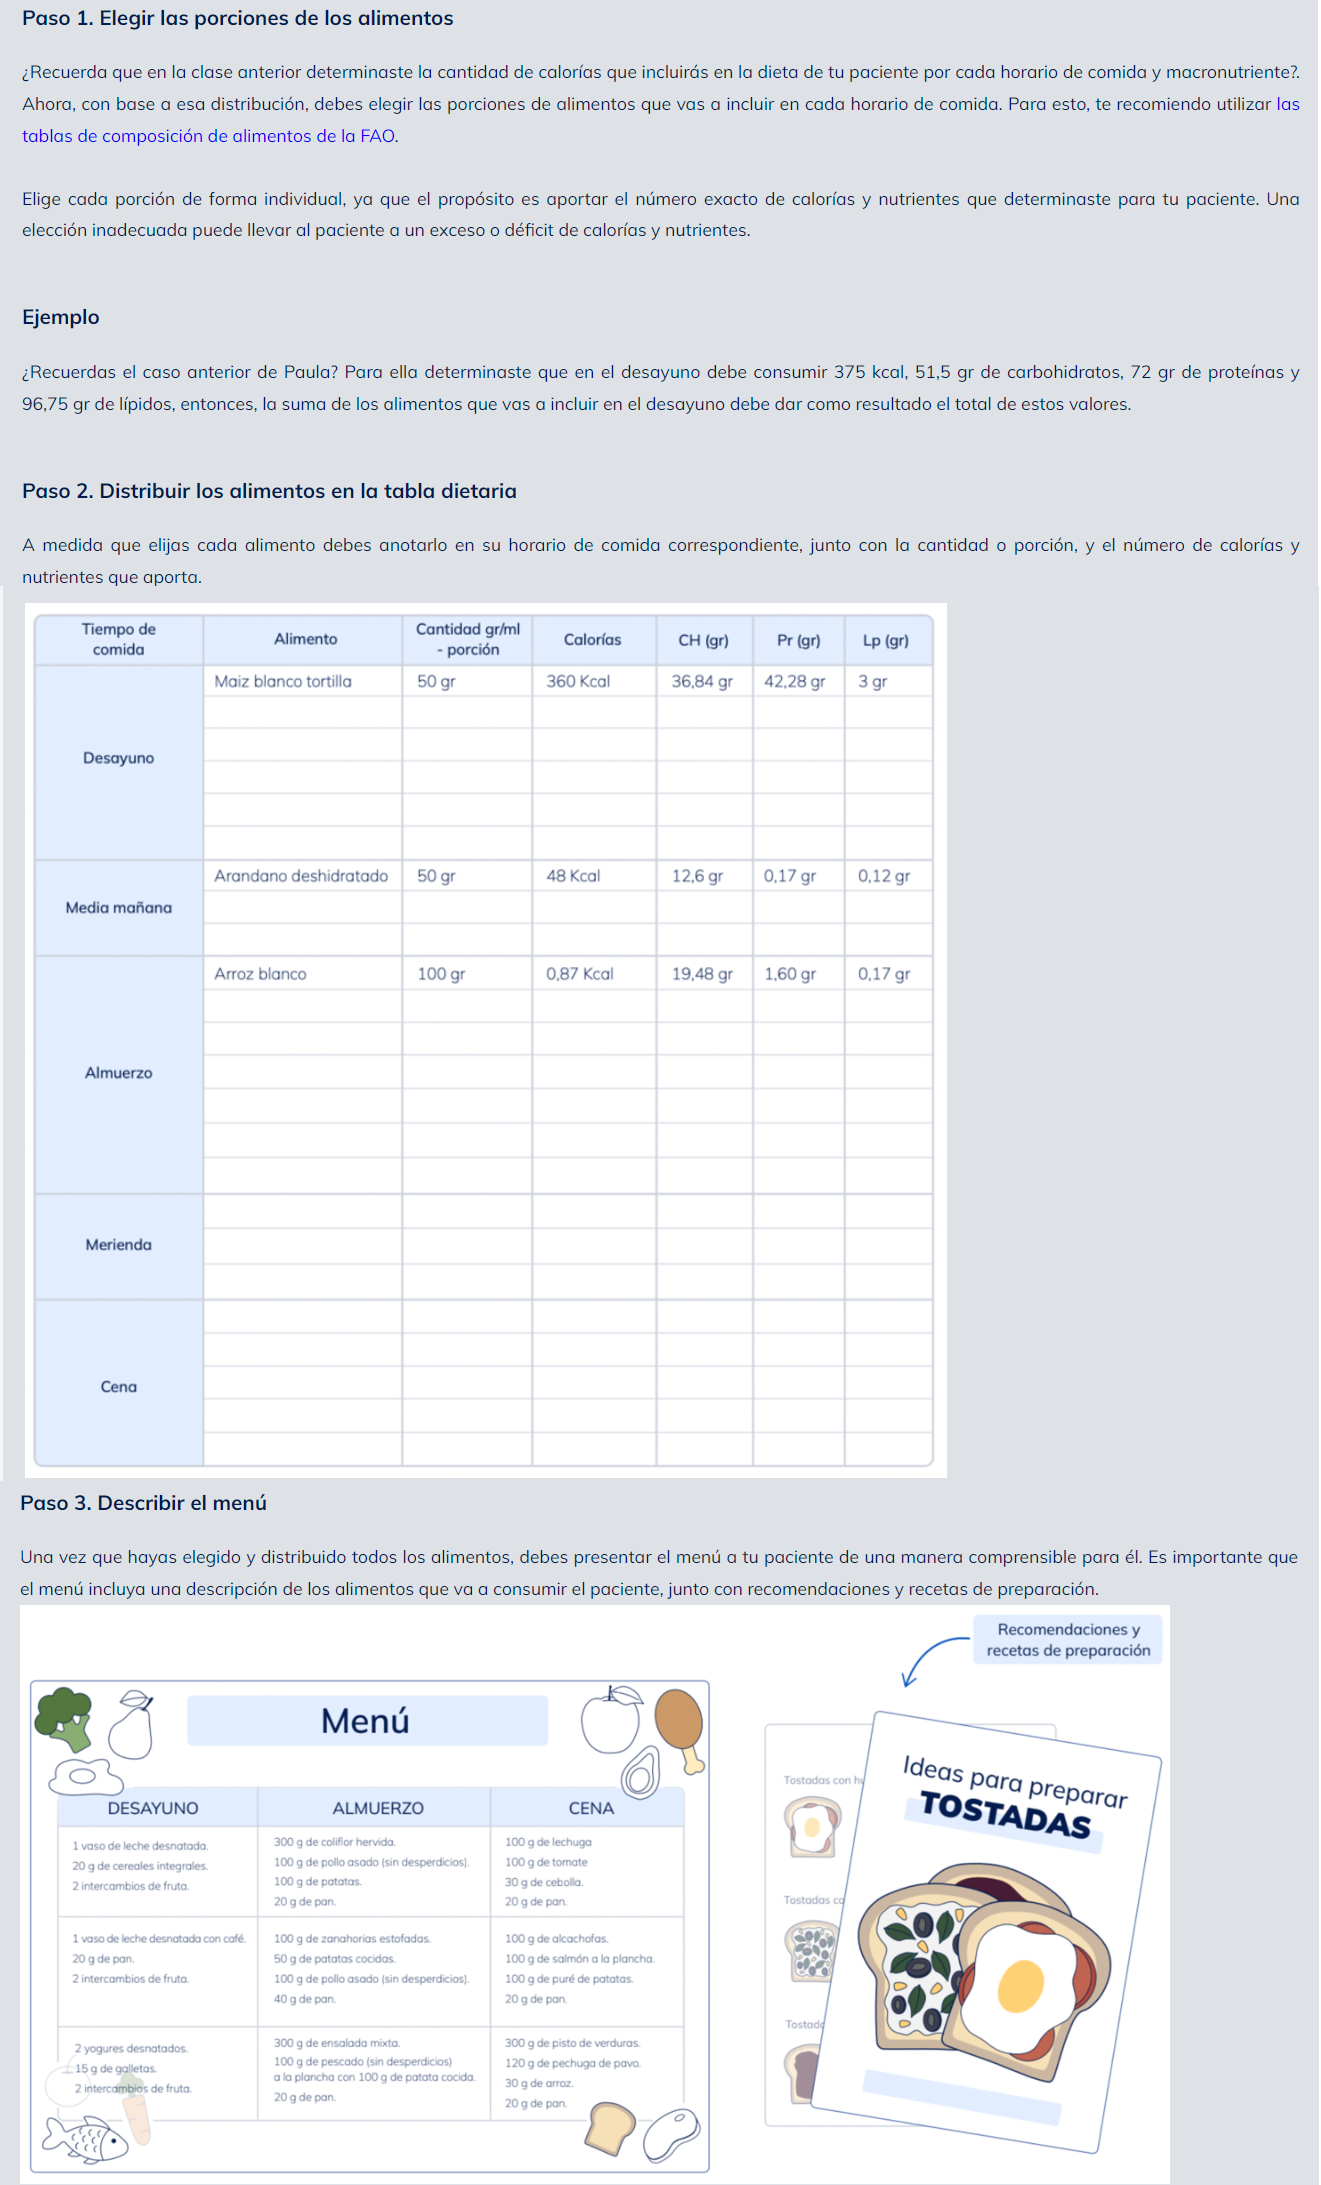 Paso 1. Elegir las porciones de los alimentos
¿Recuerda que en la clase anterior determinaste la cantidad de calorías que incluirás en la dieta de tu paciente por cada horario de comida y macronutriente?.
Ahora, con base a esa distribución, debes elegir las porciones de alimentos que vas a incluir en cada horario de comida. Para esto, te recomiendo utilizar las
tablas de composición de alimentos de la FAO.
Elige cada porción de forma individual, ya que el propósito es aportar el número exacto de calorías y nutrientes que determinaste para tu paciente. Una
elección inadecuada puede llevar al paciente a un exceso o déficit de calorías y nutrientes.
Ejemplo
¿Recuerdas el caso anterior de Paula? Para ella determinaste que en el desayuno debe consumir 375 kcal, 51,5 gr de carbohidratos, 72 gr de proteínas y
96,75 gr de lípidos, entonces, la suma de los alimentos que vas a incluir en el desayuno debe dar como resultado el total de estos valores.
Paso 2. Distribuir los alimentos en la tabla dietaria
A medida que elijas cada alimento debes anotarlo en su horario de comida correspondiente, junto con la cantidad o porción, y el número de calorías y
nutrientes que aporta.
Tiempo de
comida
Alimento
Cantidad gr/ml
- porción
Calorías
CH (gr)
Pr (gr)
Lp (gr)
Desayuno
Maiz blanco tortilla
50 gr
360 Kcal
36,84 gr
42,28 gr
3 gr
Media mañana
Arandano deshidratado
50 gr
48 Kcal
12,6 gr
0,17 gr
0,12 gr
Almuerzo
Arroz blanco
100 gr
0,87 Kcal
19,48 gr
1,60 gr
0,17 gr
Merienda
Cena
Paso 3. Describir el menú
Una vez que hayas elegido y distribuido todos los alimentos, debes presentar el menú a tu paciente de una manera comprensible para él. Es importante que
el menú incluya una descripción de los alimentos que va a consumir el paciente, junto con recomendaciones y recetas de preparación.
Recomendaciones y
recetas de preparación
Menú
DESAYUNO
ALMUERZO
CENA
1 vaso de leche desnatada.
20 g de cereales integrales.
2 intercambios de fruta.
300 g de coliflor hervida.
100 g de pollo asado (sin desperdicios).
100 g de patatas.
20 g de pan.
100 g de lechuga
100 g de tomate
30 g de cebolla.
20 g de pan.
1 vaso de leche desnatada con café.
20 g de pan.
2 intercambios de fruta.
100 g de zanahorias estofadas.
50 g de patatas cocidas.
100 g de pollo asado (sin desperdicios).
40 g de pan.
100 g de alcachofas.
100 g de salmón a la plancha.
100 g de puré de patatas.
20 g de pan.
2 yogures desnatados.
15 g de galletas.
2 intercambios de fruta.
300 g de ensalada mixta.
100 g de pescado (sin desperdicios)
a la plancha con 100 g de patata cocida.
20 g de pan.
300 g de pisto de verduras.
120 g de pechuga de pavo.
30 g de arroz.
20 g de pan.
Ideas para preparar
TOSTADAS
Tostadas con
Tostadas